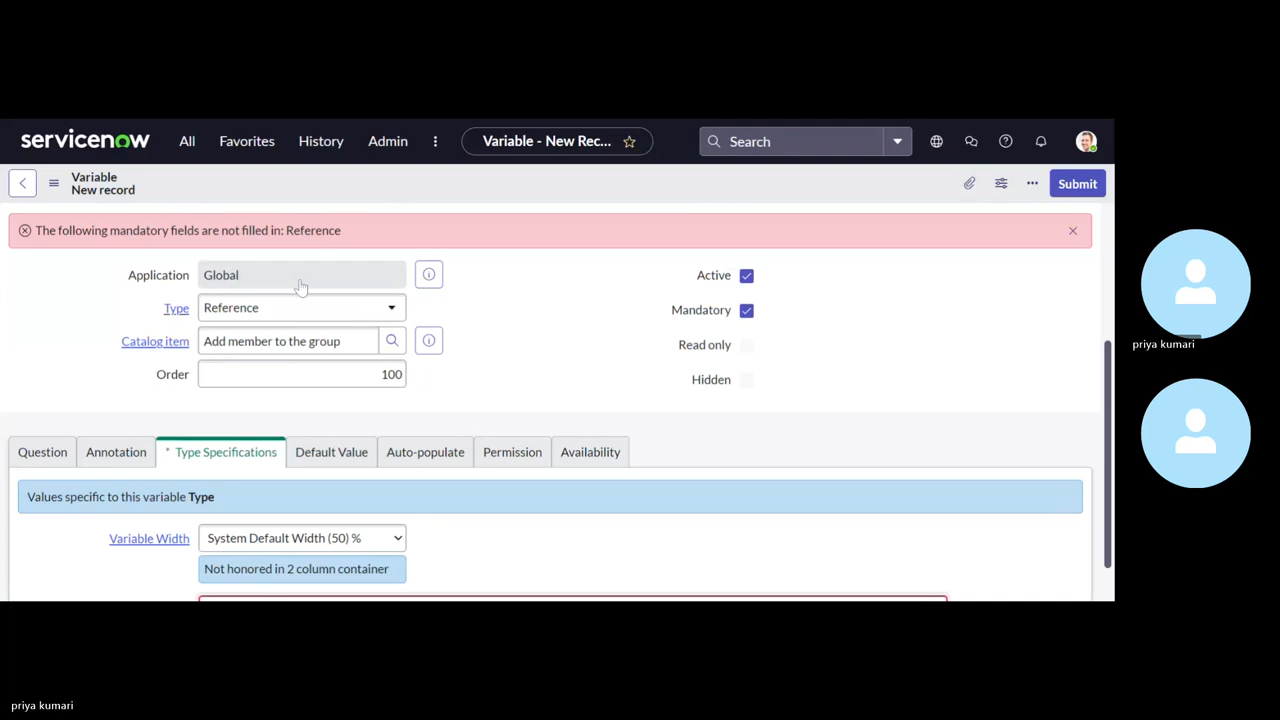 servicenow All Favorites History Admin Variable - New Rec... Search
Variable
New record
Submit
The following mandatory fields are not filled in: Reference
Application Global Active
Type Reference Mandatory
Catalog item Add member to the group Read only
Order 100 Hidden
Question Annotation * Type Specifications Default Value Auto-populate Permission Availability
Values specific to this variable Type
Variable Width System Default Width (50) %
Not honored in 2 column container
priya kumari
priya kumari